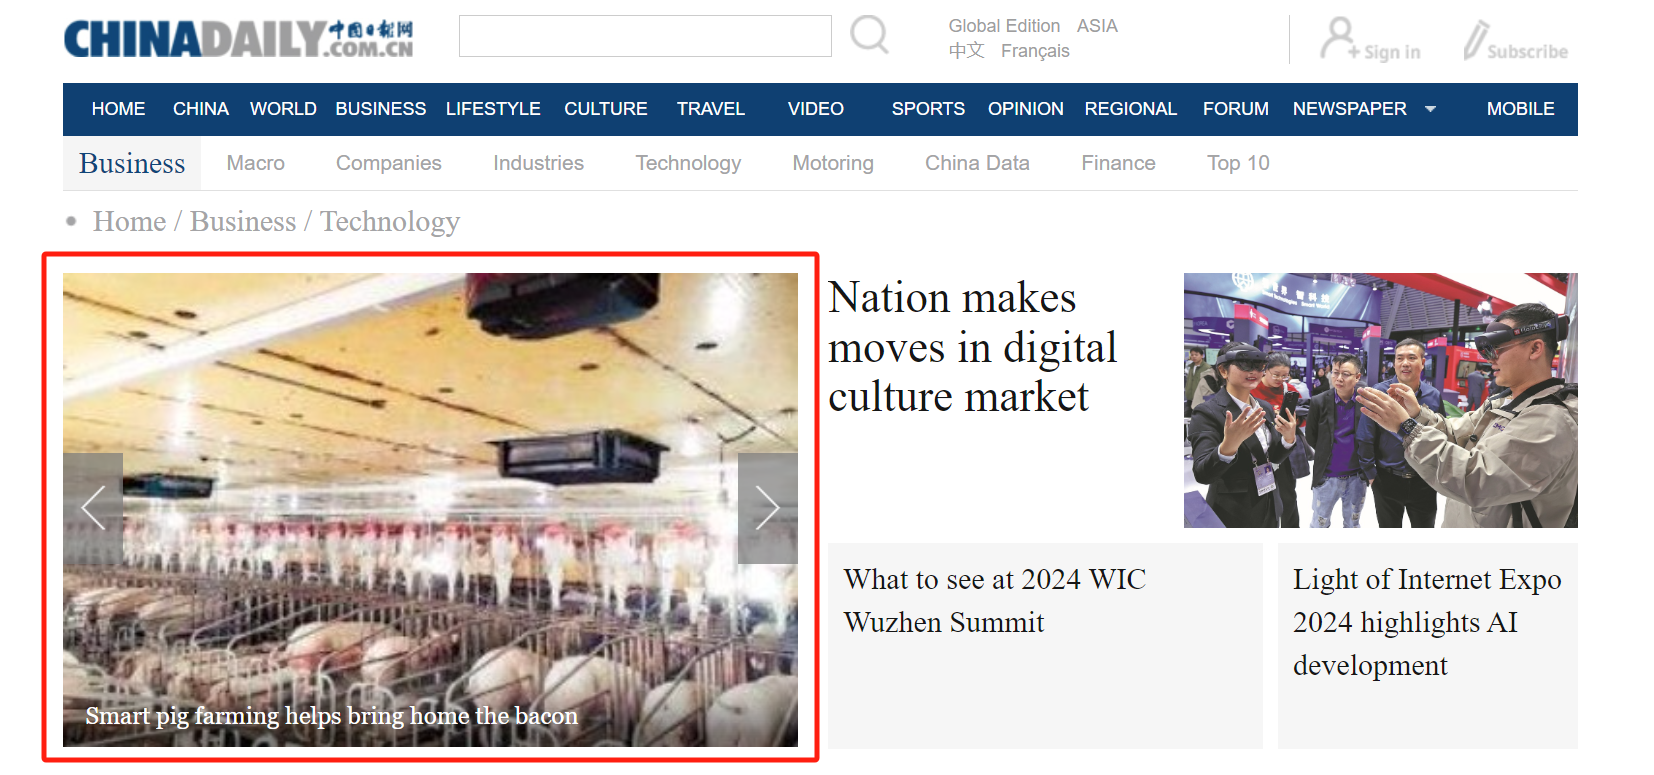 CHINADAILY.COM.CN 中国日报网
Global Edition ASIA
中文 Français
Sign in
Subscribe
HOME CHINA WORLD BUSINESS LIFESTYLE CULTURE TRAVEL VIDEO SPORTS OPINION REGIONAL FORUM NEWSPAPER MOBILE
Business Macro Companies Industries Technology Motoring China Data Finance Top 10
Home / Business / Technology
Smart pig farming helps bring home the bacon
Nation makes
moves in digital
culture market
What to see at 2024 WIC
Wuzhen Summit
Light of Internet Expo
2024 highlights AI
development